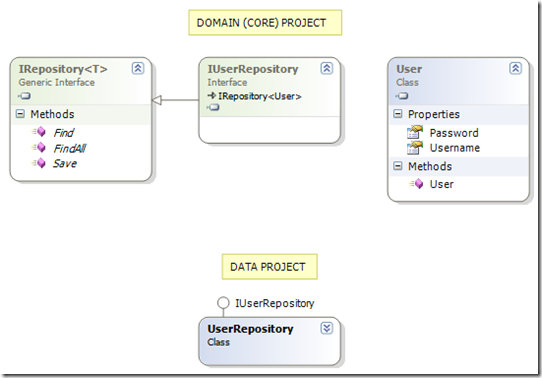 DOMAIN (CORE) PROJECT
IRepository<T>
Generic Interface
Methods
Find
FindAll
Save
IUserRepository
Interface
IRepository<User>
User
Class
Properties
Password
Username
Methods
User
DATA PROJECT
IUserRepository
UserRepository
Class